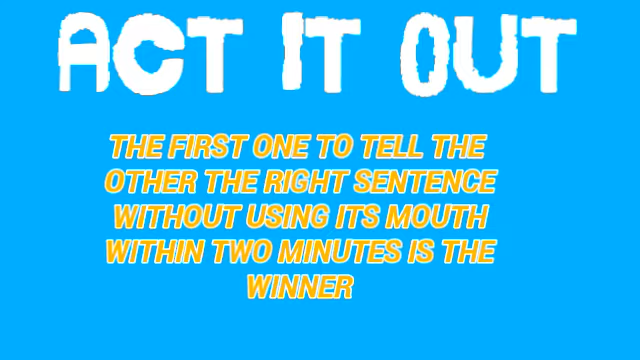 ACT IT OUT
THE FIRST ONE TO TELL THE
OTHER THE RIGHT SENTENCE
WITHOUT USING ITS MOUTH
WITHIN TWO MINUTES IS THE
WINNER